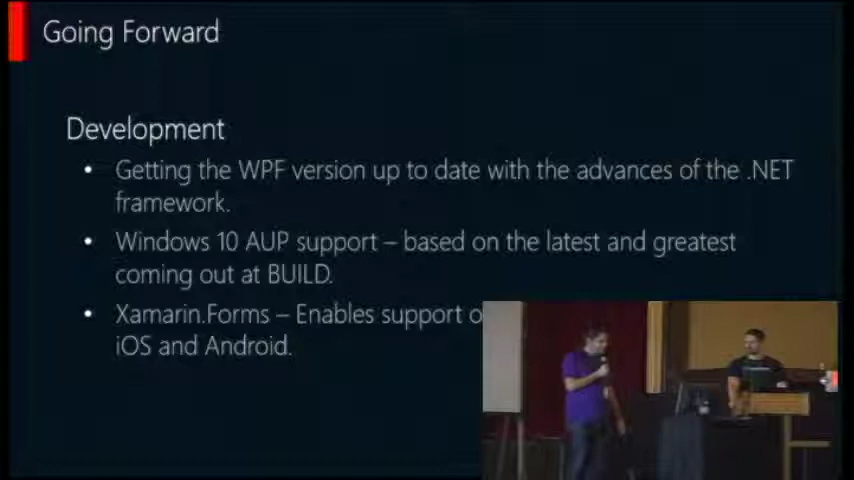 Going Forward
Development
• Getting the WPF version up to date with the advances of the .NET
framework.
• Windows 10 AUP support – based on the latest and greatest
coming out at BUILD.
• Xamarin.Forms – Enables support o
iOS and Android.